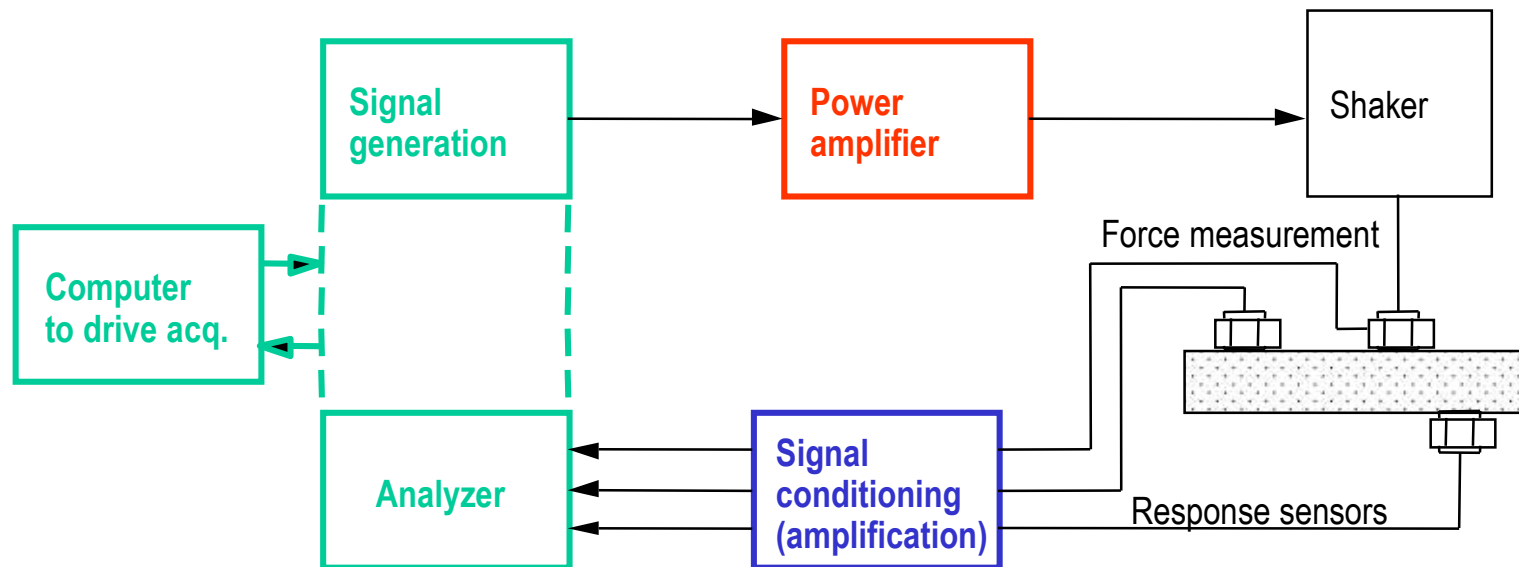 Signal
generation
Power
amplifier
Shaker
Computer
to drive acq.
Force measurement
Analyzer
Signal
conditioning
(amplification)
Response sensors